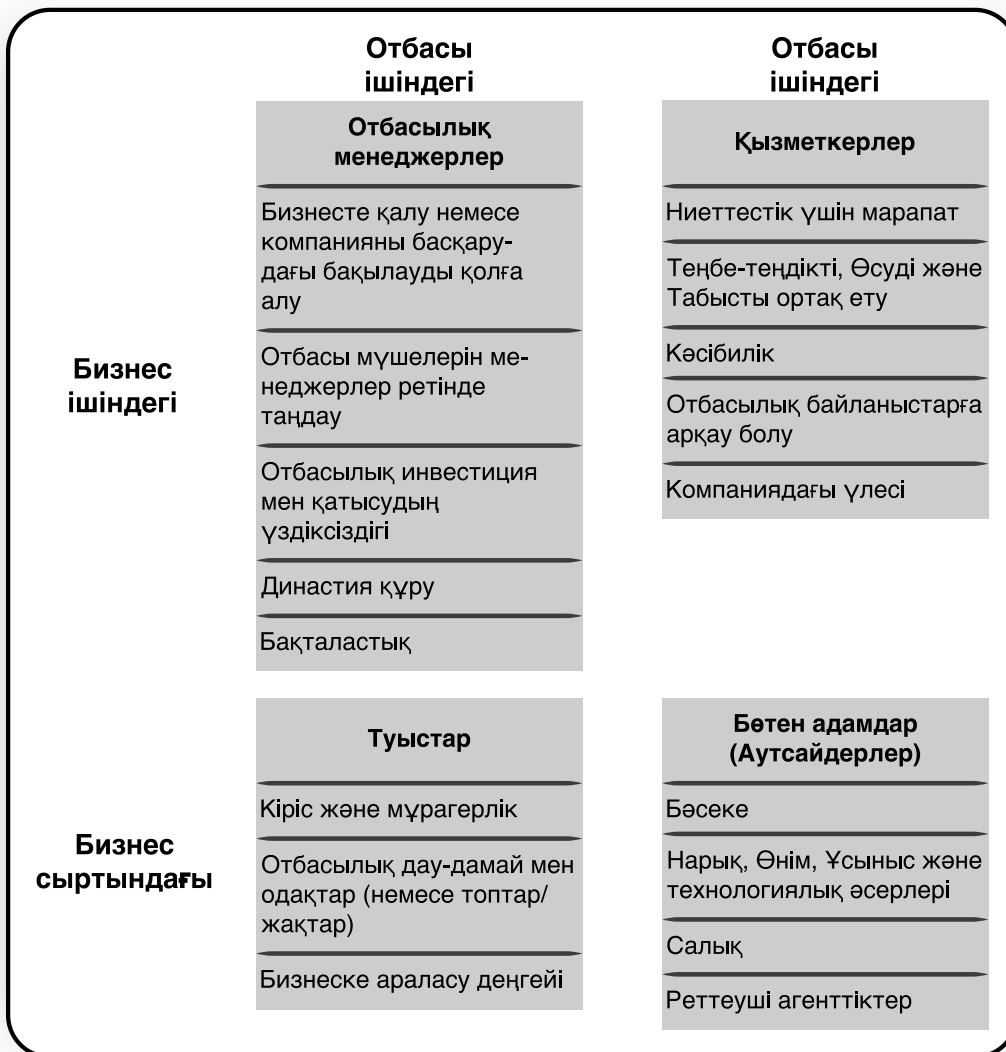 Отбасы
ішіндегі
Отбасы
ішіндегі
Отбасылық
менеджерлер
Қызметкерлер
Бизнес
ішіндегі
Бизнесте қалу немесе
компанияны басқару-
дағы бақылауды қолға
алу
Отбасы мүшелерін ме-
неджерлер ретінде
таңдау
Отбасылық инвестиция
мен қатысудың
үздіксіздігі
Династия құру
Бақталастық
Ниеттестік үшін марапат
Теңбе-теңдікті, Өсуді және
Табысты ортақ ету
Кәсібилік
Отбасылық байланыстарға
арқау болу
Компаниядағы үлесі
Бизнес
сыртындағы
Туыстар
Кіріс және мұрагерлік
Отбасылық дау-дамай мен
одақтар (немесе топтар/
жақтар)
Бизнеске араласу деңгейі
Бөтен адамдар
(Аутсайдерлер)
Бәсеке
Нарық, Өнім, Ұсыныс және
технологиялық әсерлері
Салық
Реттеуші агенттіктер